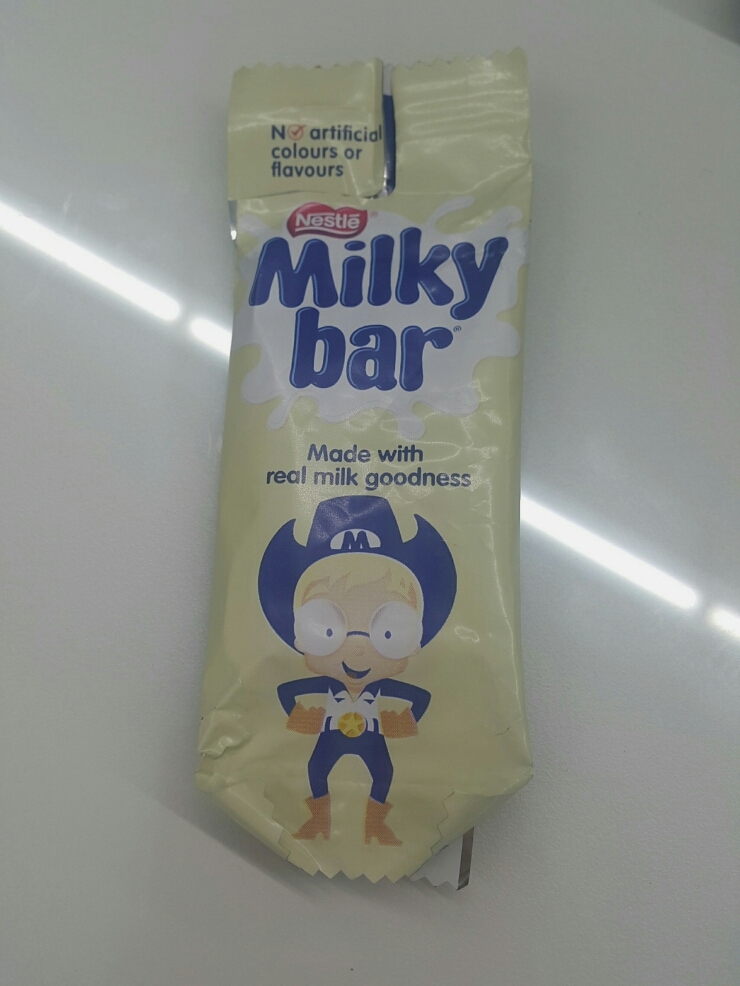 NO artificial
colours or
flavours
Nestlé
Milky
bar®
Made with
real milk goodness
M